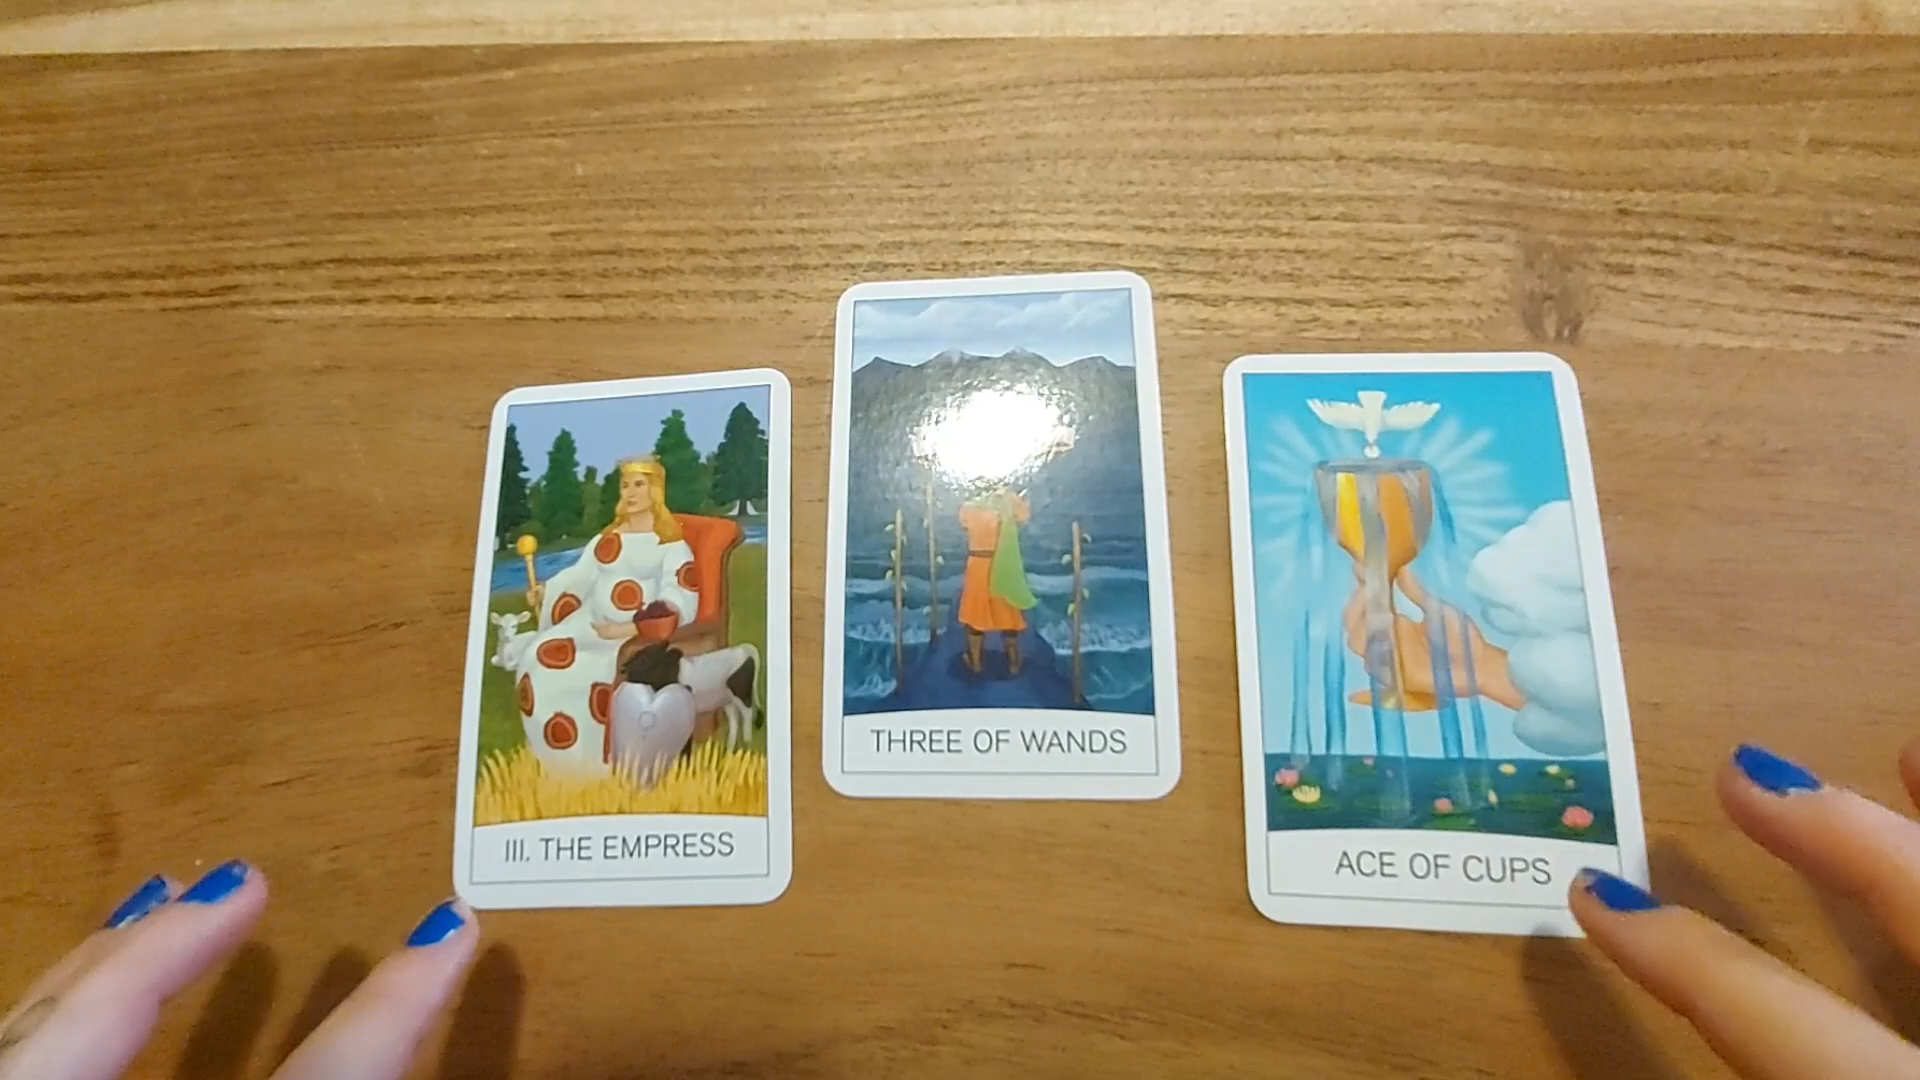 III. THE EMPRESS
THREE OF WANDS
ACE OF CUPS